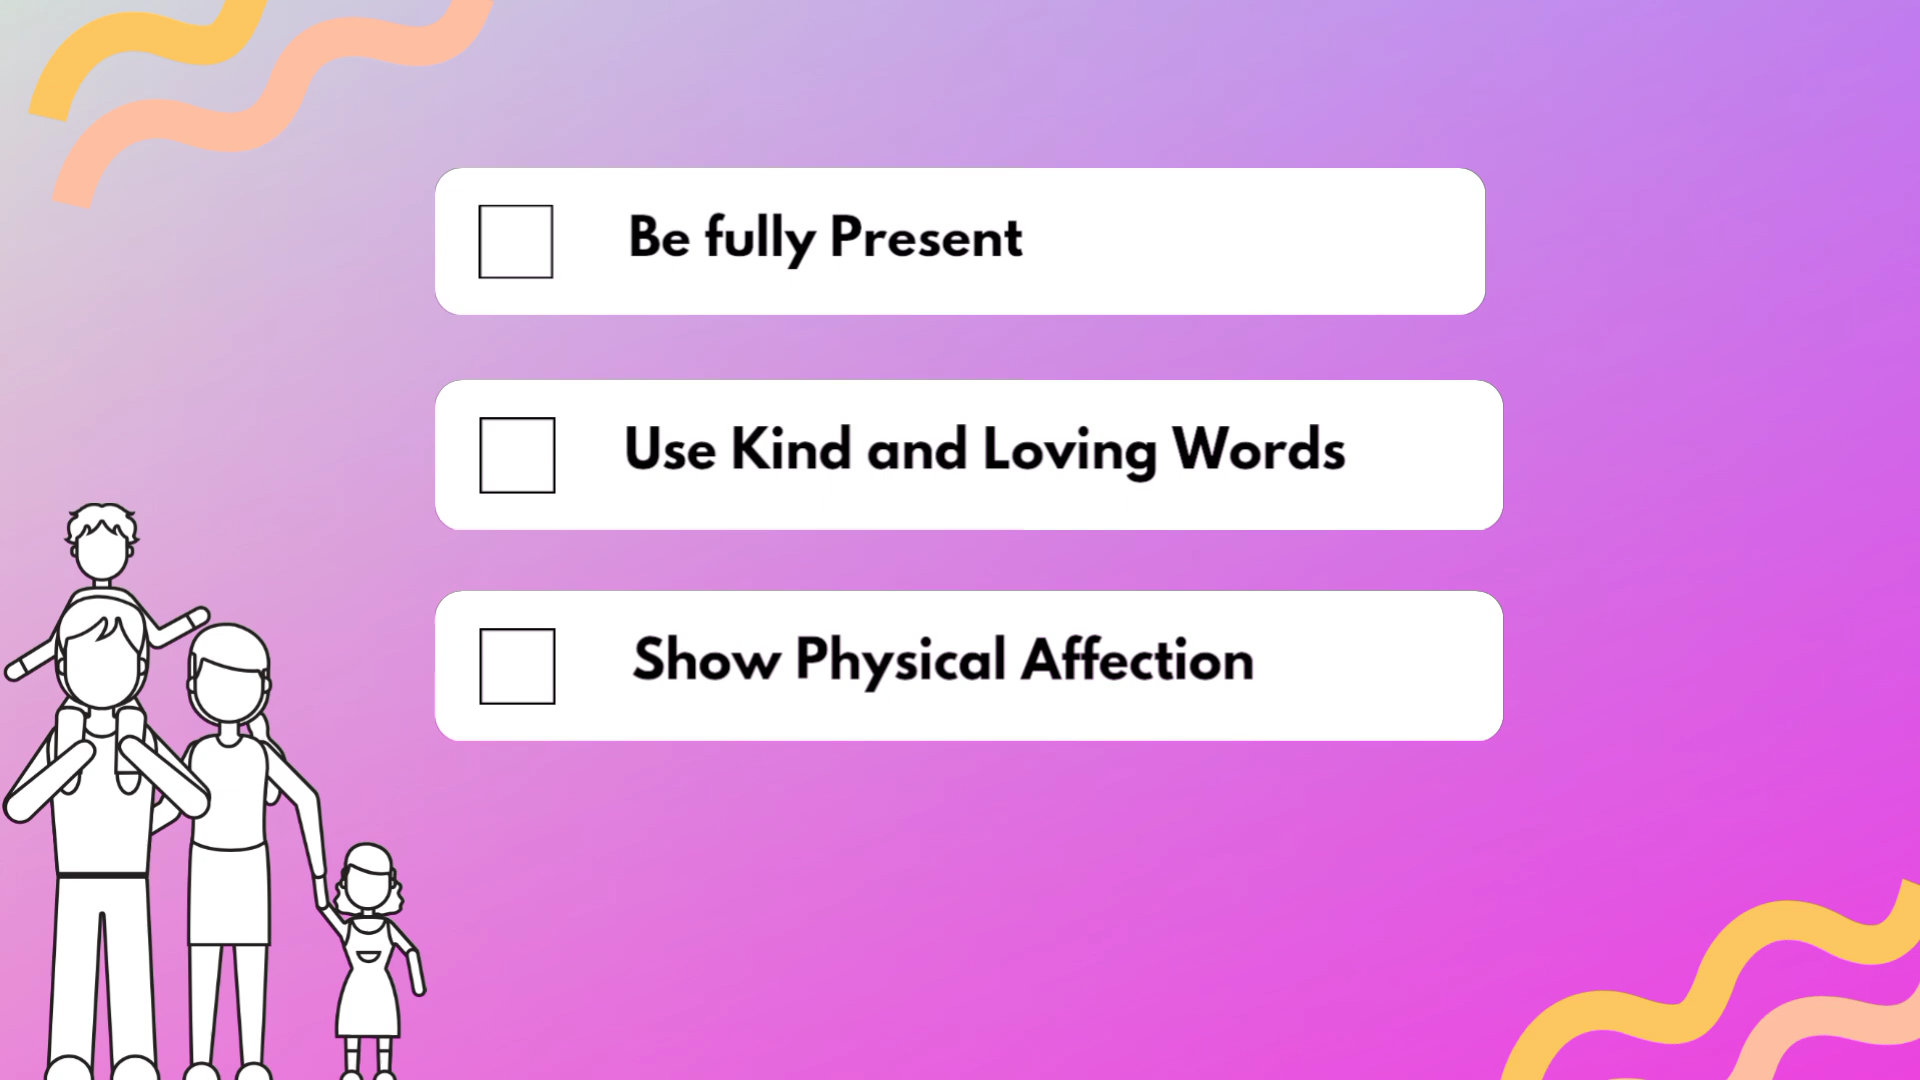 Be fully Present
Use Kind and Loving Words
Show Physical Affection